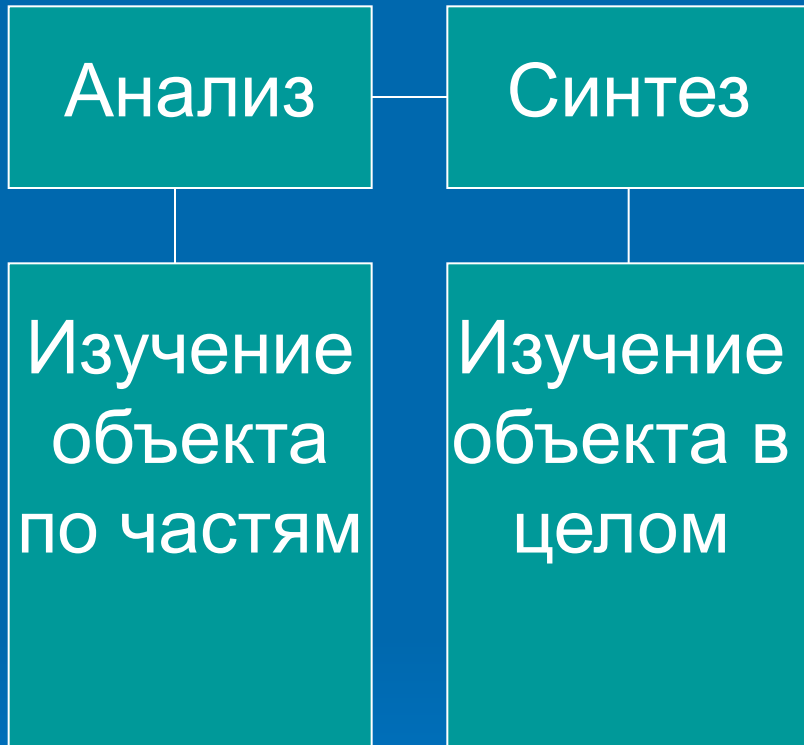 Анализ
Синтез
Изучение
объекта
по частям
Изучение
объекта в
целом